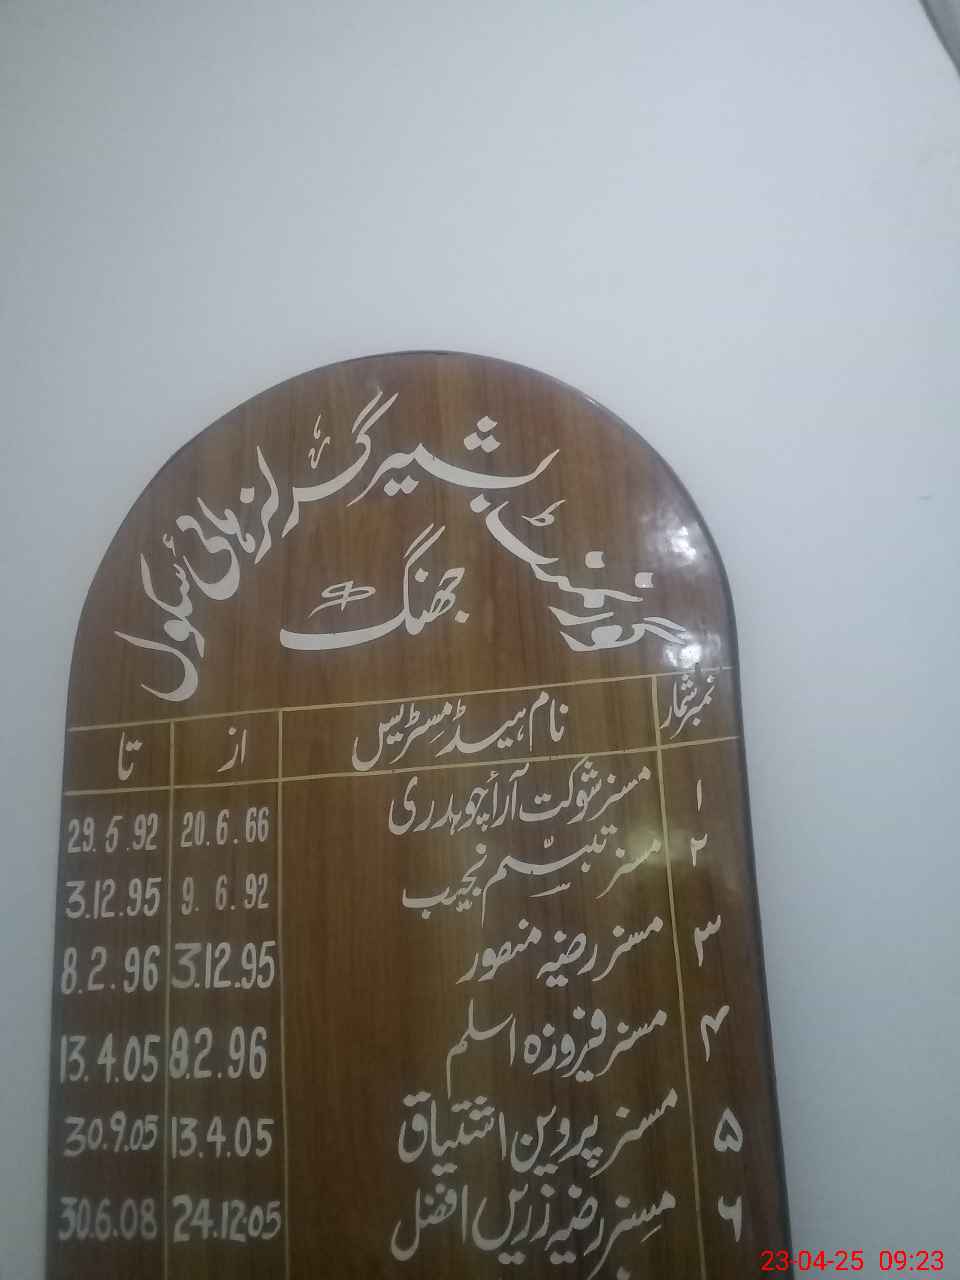 گورنمنٹ بشیر گرلز ہائی سکول
جھنگ
نمبر شمار نام ہیڈ مسٹریس از تا
۱ مسز شوکت آرأ چوہدری 20.6.66 29.5.92
۲ مسز تبسّم نجیب 9.6.92 3.12.95
۳ مسز رضیہ منصور 3.12.95 8.2.96
۴ مسز فیروزہ اسلم 8.2.96 13.4.05
۵ مسز پروین اشتیاق 13.4.05 30.9.05
۶ مسز رضیہ زریں افضل 24.12.05 30.6.08
23-04-25 09:23